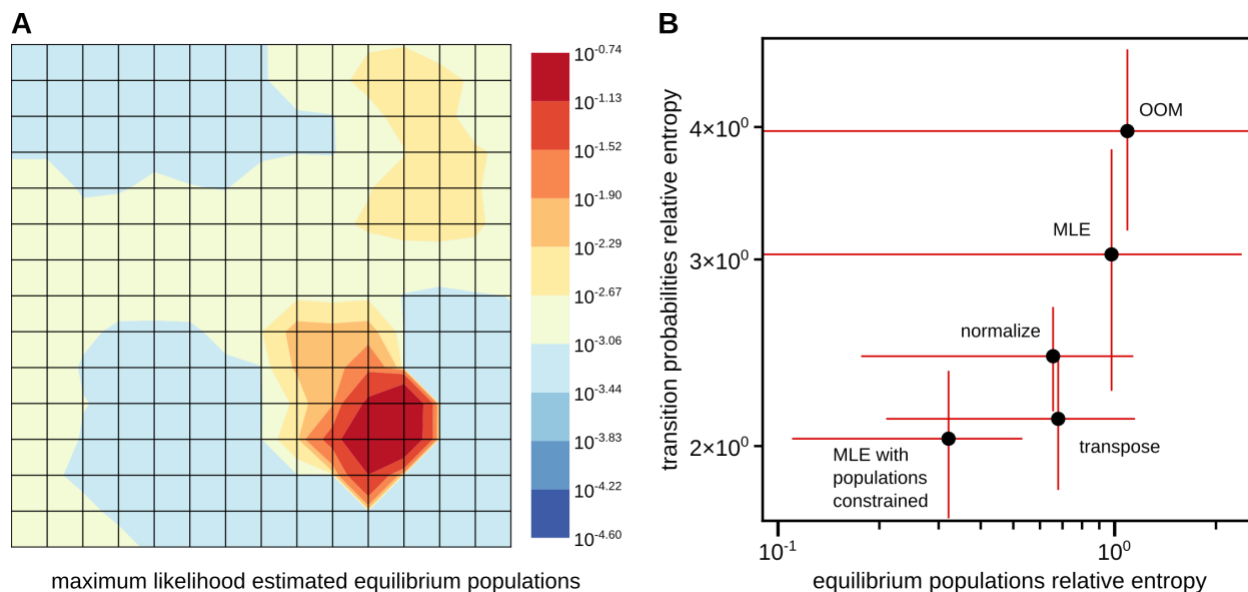 A
10^-0.74
10^-1.13
10^-1.52
10^-1.90
10^-2.29
10^-2.67
10^-3.06
10^-3.44
10^-3.83
10^-4.22
10^-4.60
maximum likelihood estimated equilibrium populations
B
transition probabilities relative entropy
4×10^0
3×10^0
2×10^0
OOM
MLE
normalize
transpose
MLE with
populations
constrained
10^-1
10^0
equilibrium populations relative entropy